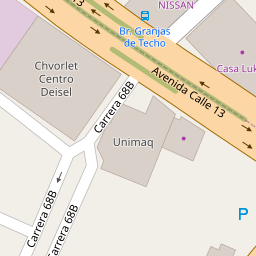 NISSAN
Br. Granjas
de Techo
Avenida Calle 13
Casa Luk
Chvorlet
Centro
Deisel
Carrera 68B
Unimaq
P
Carrera 68B
Carrera 68B